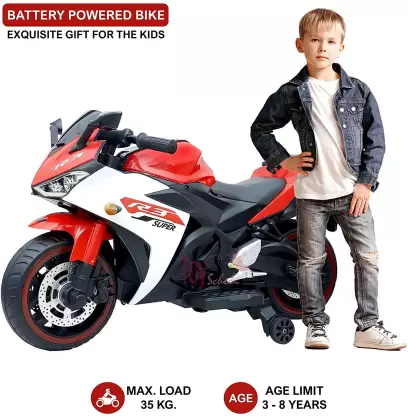 BATTERY POWERED BIKE
EXQUISITE GIFT FOR THE KIDS
R3
R3
SUPER
MAX. LOAD
35 KG.
AGE
AGE LIMIT
3 - 8 YEARS